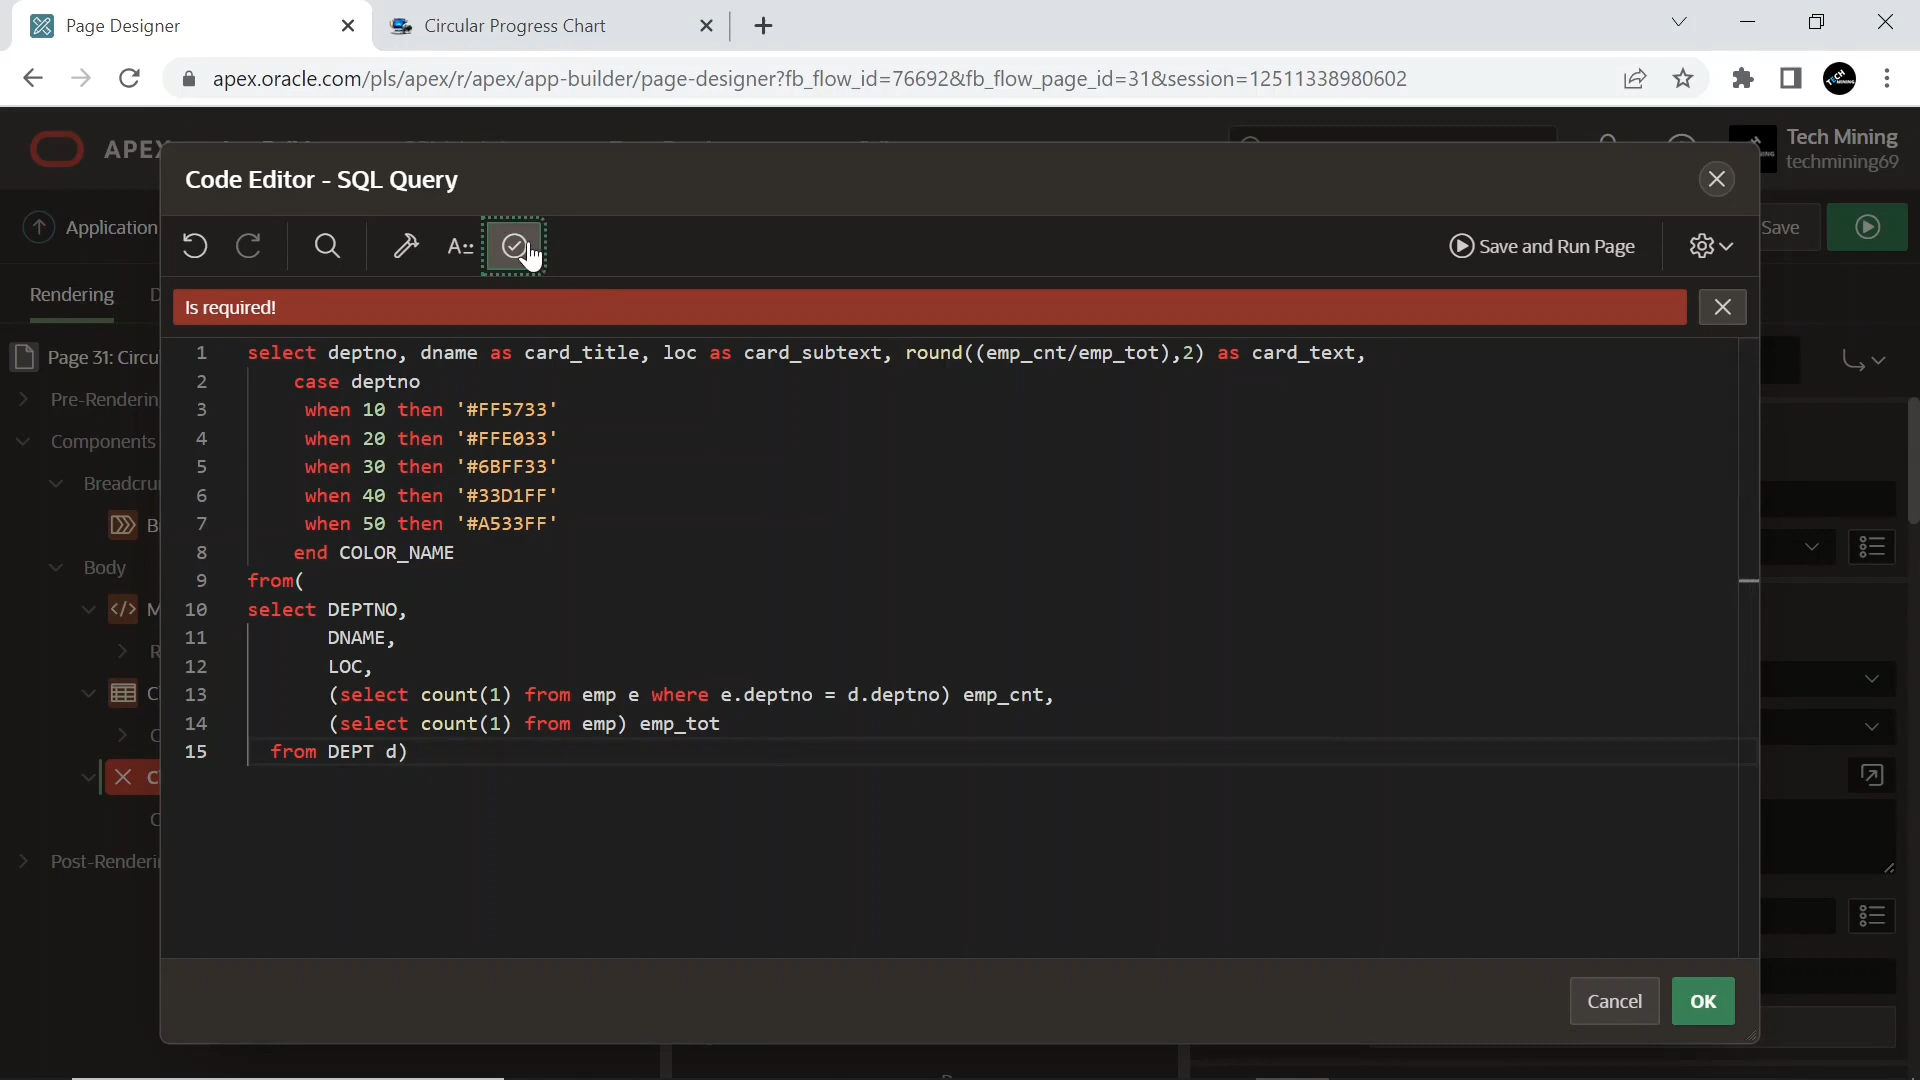 Page Designer
Circular Progress Chart
apex.oracle.com/pls/apex/r/apex/app-builder/page-designer?fb_flow_id=76692&fb_flow_page_id=31&session=12511338980602
APEX
Tech Mining
techmining69
Code Editor - SQL Query
Application
Save and Run Page
Save
Rendering
Is required!
Page 31: Circu
Pre-Renderin
Components
Breadcru
B
Body
M
R
C
C
C
C
Post-Renderi
1 select deptno, dname as card_title, loc as card_subtext, round((emp_cnt/emp_tot),2) as card_text,
2 case deptno
3 when 10 then '#FF5733'
4 when 20 then '#FFE033'
5 when 30 then '#6BFF33'
6 when 40 then '#33D1FF'
7 when 50 then '#A533FF'
8 end COLOR_NAME
9 from(
10 select DEPTNO,
11 DNAME,
12 LOC,
13 (select count(1) from emp e where e.deptno = d.deptno) emp_cnt,
14 (select count(1) from emp) emp_tot
15 from DEPT d)
Cancel
OK